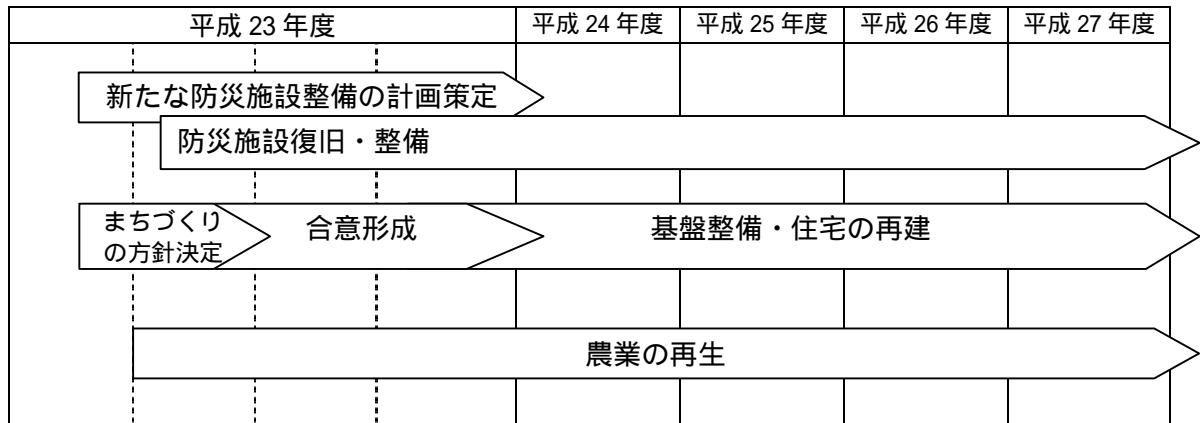 平成 23 年度
平成 24 年度
平成 25 年度
平成 26 年度
平成 27 年度
新たな防災施設整備の計画策定
防災施設復旧・整備
まちづくり
の方針決定
合意形成
基盤整備・住宅の再建
農業の再生